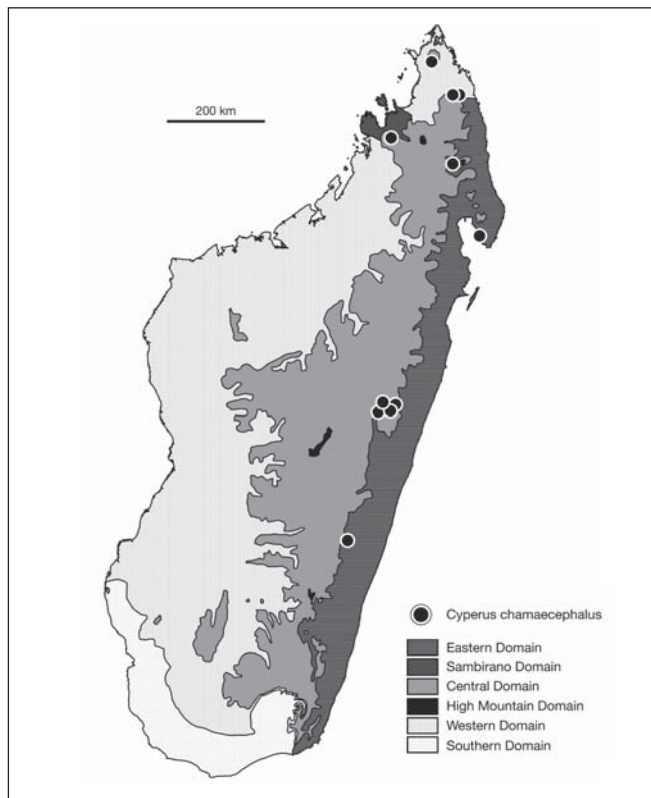 200 km
Cyperus chamaecephalus
Eastern Domain
Sambirano Domain
Central Domain
High Mountain Domain
Western Domain
Southern Domain